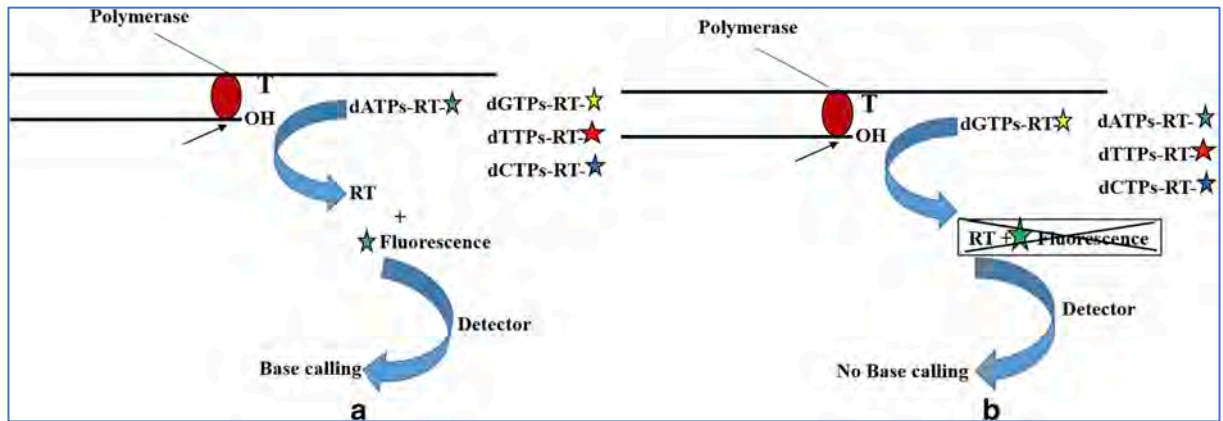 Polymerase
T
OH
dATPs-RT-
dGTPs-RT-
dTTPs-RT-
dCTPs-RT-
RT
+
Fluorescence
Detector
Base calling
a
Polymerase
T
OH
dGTPs-RT-
dATPs-RT-
dTTPs-RT-
dCTPs-RT-
RT + Fluorescence
Detector
No Base calling
b